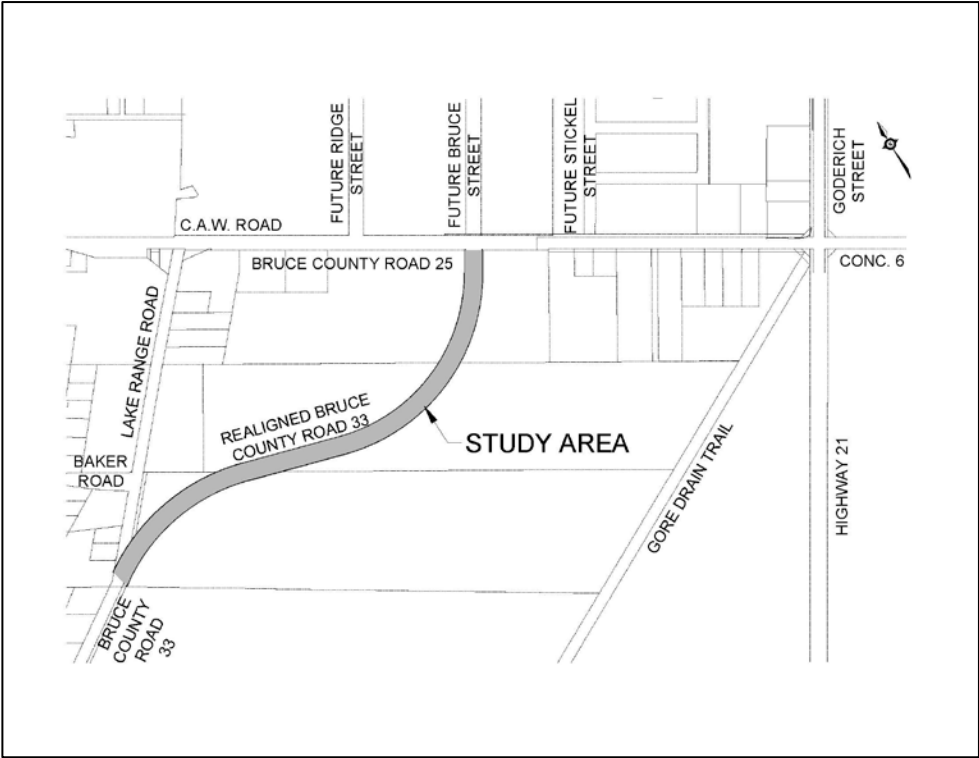 FUTURE RIDGE
STREET
FUTURE BRUCE
STREET
FUTURE STICKEL
STREET
GODERICH
STREET
C.A.W. ROAD
BRUCE COUNTY ROAD 25
CONC. 6
LAKE RANGE ROAD
REALIGNED BRUCE
COUNTY ROAD 33
STUDY AREA
BAKER
ROAD
GORE DRAIN TRAIL
HIGHWAY 21
BRUCE
COUNTY
ROAD
33